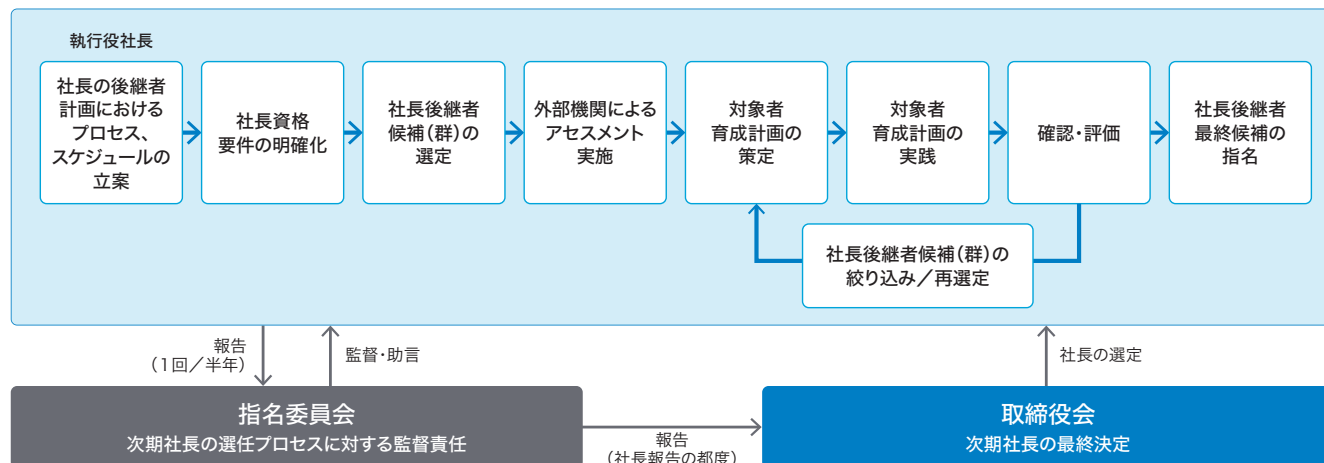 執行役社長
社長の後継者
計画における
プロセス、
スケジュールの
立案
社長資格
要件の明確化
社長後継者
候補（群）の
選定
外部機関による
アセスメント
実施
対象者
育成計画の
策定
対象者
育成計画の
実践
確認・評価
社長後継者
最終候補の
指名
社長後継者候補（群）の
絞り込み／再選定
報告
（1回／半年）
監督・助言
社長の選定
指名委員会
次期社長の選任プロセスに対する監督責任
報告
（社長報告の都度）
取締役会
次期社長の最終決定